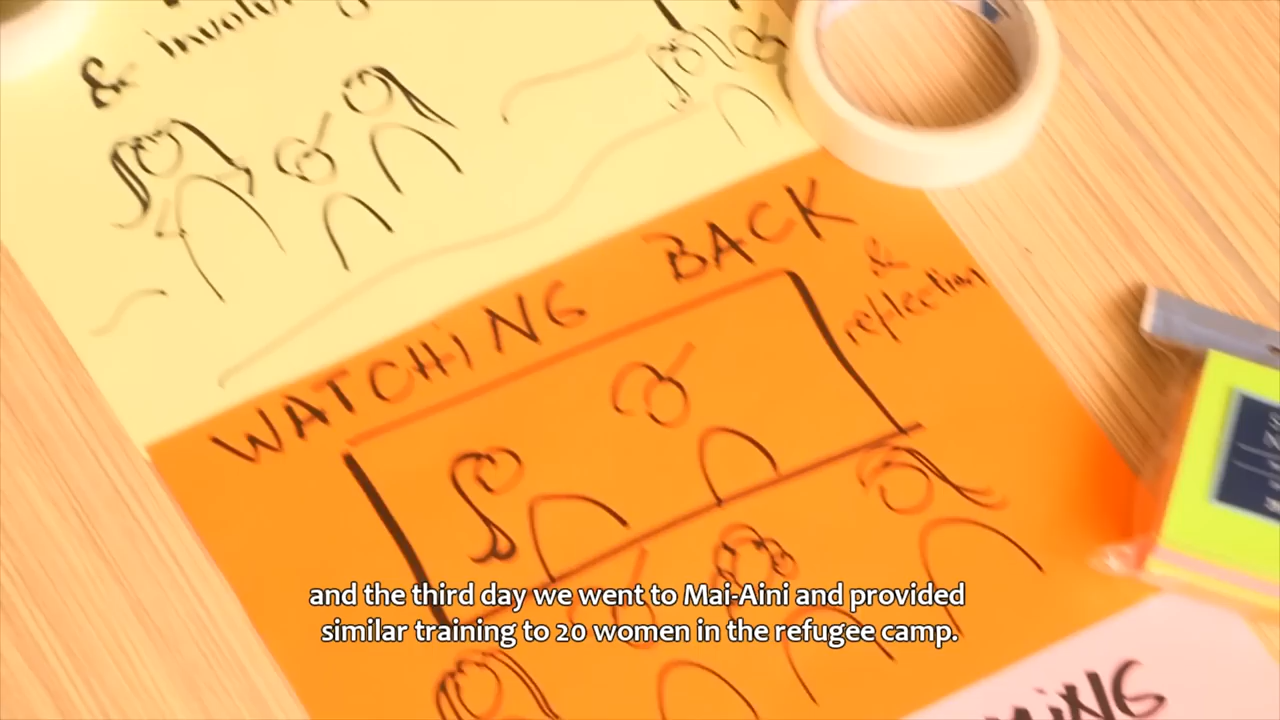 & involving
WATCHiNG BACK
&
reflection
and the third day we went to Mai-Aini and provided
similar training to 20 women in the refugee camp.